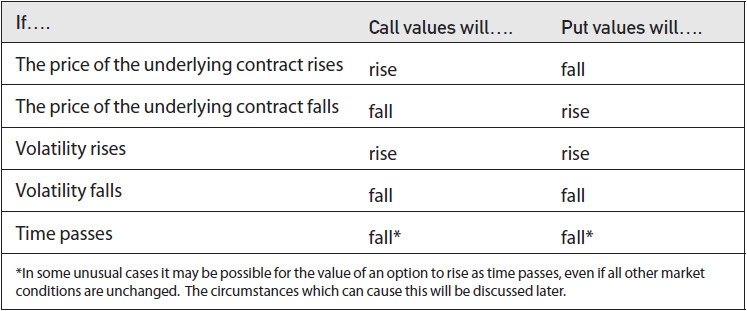 If…. Call values will…. Put values will….
The price of the underlying contract rises rise fall
The price of the underlying contract falls fall rise
Volatility rises rise rise
Volatility falls fall fall
Time passes fall* fall*
*In some unusual cases it may be possible for the value of an option to rise as time passes, even if all other market
conditions are unchanged. The circumstances which can cause this will be discussed later.